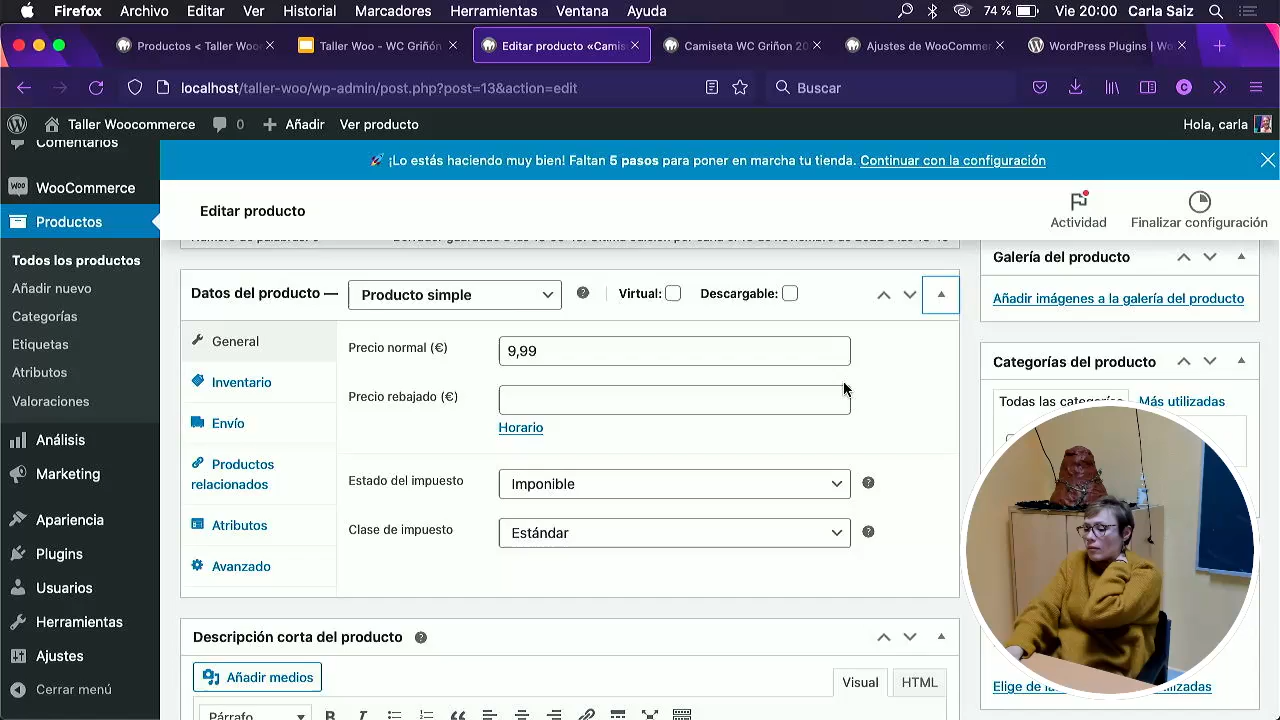 Firefox Archivo Editar Ver Historial Marcadores Herramientas Ventana Ayuda 74 % Vie 20:00 Carla Saiz
Productos < Taller Wooc
Taller Woo - WC Griñón
Editar producto «Camis
Camiseta WC Griñon 20
Ajustes de WooCommer
WordPress Plugins | Wo
localhost/taller-woo/wp-admin/post.php?post=13&action=edit
Buscar
Taller Woocommerce 0 Añadir Ver producto Hola, carla
Comentarios
🚀 ¡Lo estás haciendo muy bien! Faltan 5 pasos para poner en marcha tu tienda. Continuar con la configuración
WooCommerce
Productos
Todos los productos
Añadir nuevo
Categorías
Etiquetas
Atributos
Valoraciones
Análisis
Marketing
Apariencia
Plugins
Usuarios
Herramientas
Ajustes
Cerrar menú
Editar producto
Actividad
Finalizar configuración
Datos del producto — Producto simple Virtual: Descargable:
General
Inventario
Envío
Productos
relacionados
Atributos
Avanzado
Precio normal (€) 9,99
Precio rebajado (€)
Horario
Estado del impuesto Imponible
Clase de impuesto Estándar
Descripción corta del producto
Añadir medios
Visual HTML
Párrafo
Galería del producto
Añadir imágenes a la galería del producto
Categorías del producto
Todas las categorías Más utilizadas